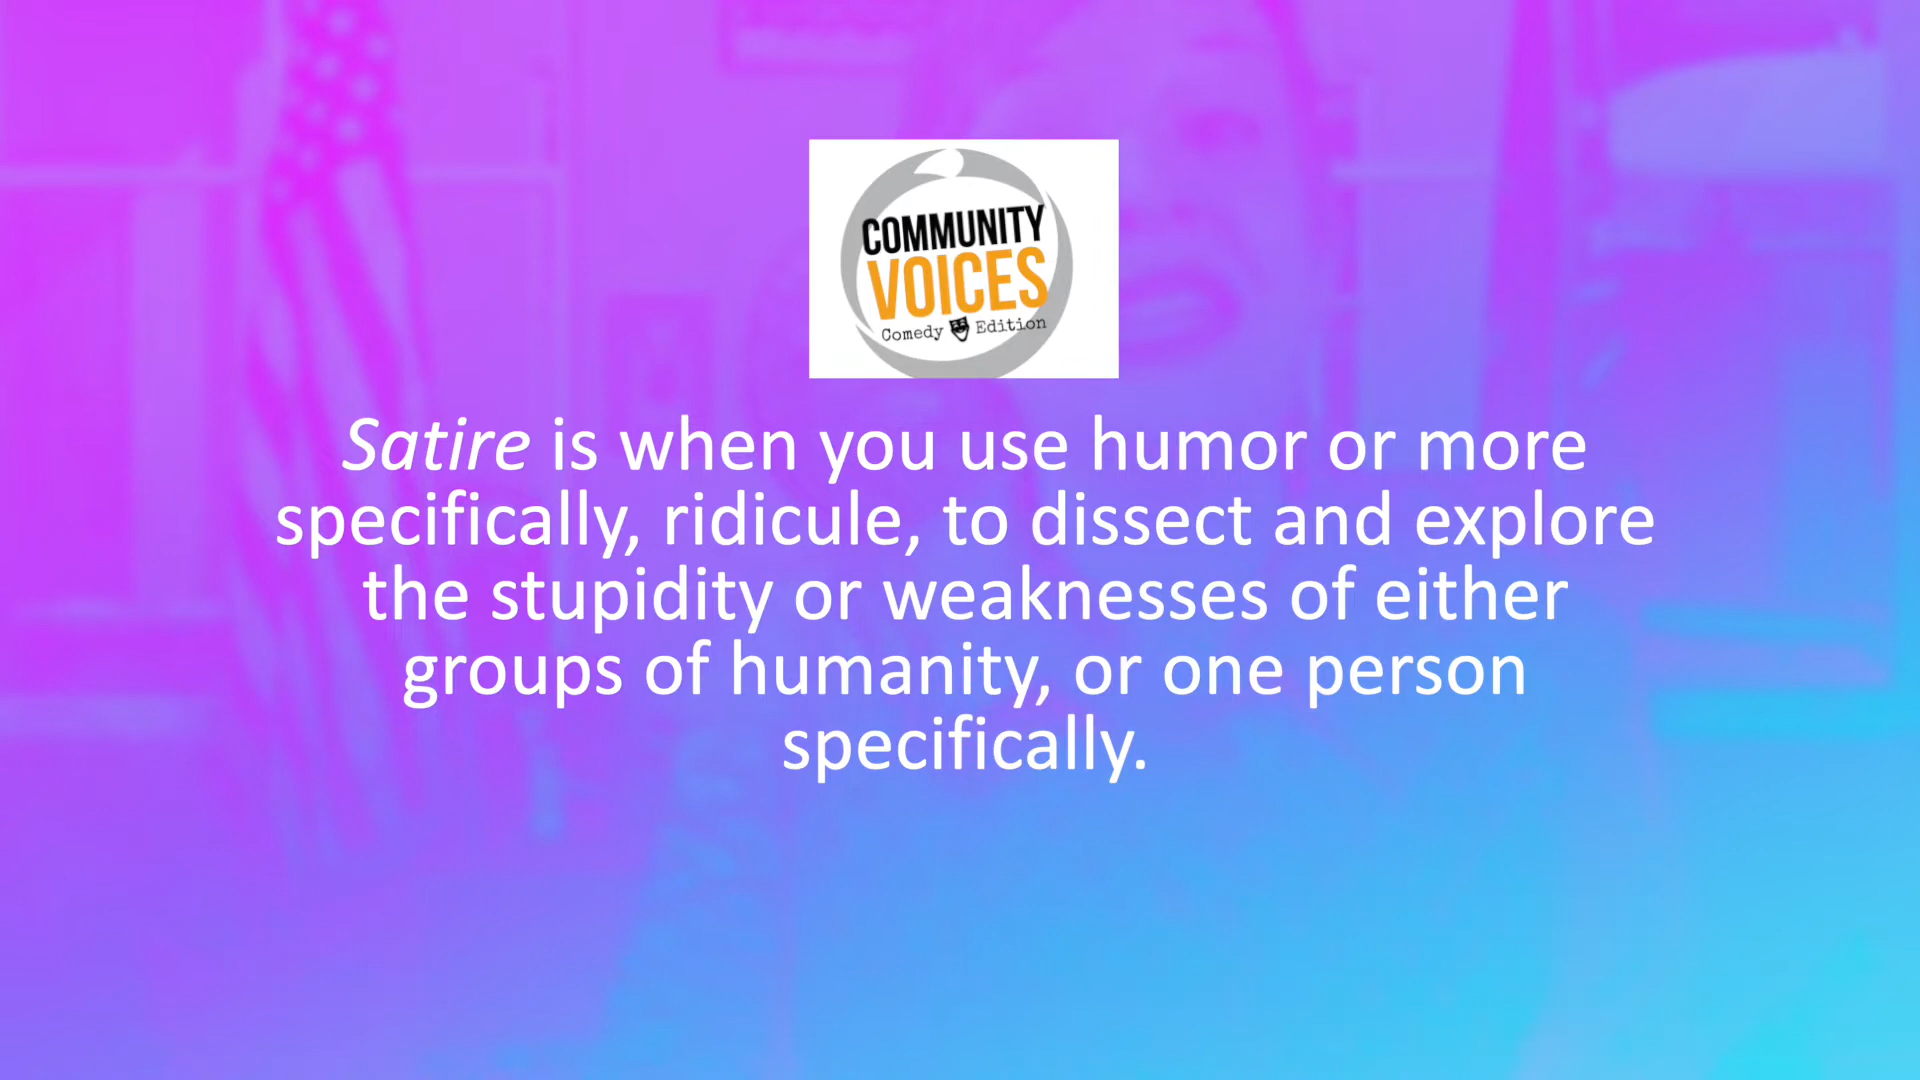 COMMUNITY
VOICES
Comedy Edition
Satire is when you use humor or more
specifically, ridicule, to dissect and explore
the stupidity or weaknesses of either
groups of humanity, or one person
specifically.